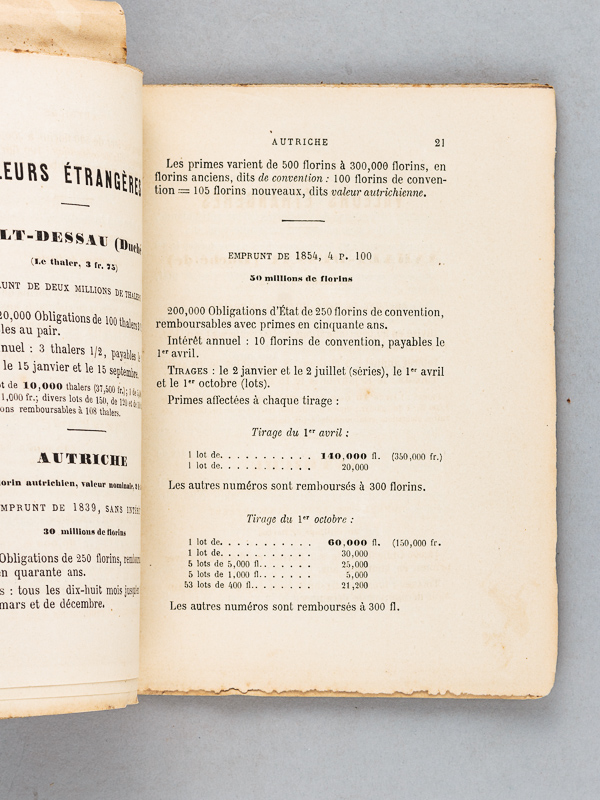 LEURS ÉTRANGÈRES
LT-DESSAU (Duché
(Le thaler, 3 fr. 75)
UNT DE DEUX MILLIONS DE THALERS
20,000 Obligations de 100 thalers
les au pair.
nuel : 3 thalers 1/2, payables
le 15 janvier et le 15 septembre.
ot de 10,000 thalers (37,500 fr.);
1,000 fr.; divers lots de 150, de 125 et
ons remboursables à 108 thalers.
AUTRICHE
lorin autrichien, valeur nominale,
MPRUNT DE 1839, SANS
30 millions de florins
Obligations de 250 florins,
en quarante ans.
s : tous les dix-huit mois
mars et de décembre.
AUTRICHE 21
Les primes varient de 500 florins à 300,000 florins, en
florins anciens, dits de convention : 100 florins de conven-
tion = 105 florins nouveaux, dits valeur autrichienne.
EMPRUNT DE 1854, 4 P. 100
50 millions de florins
200,000 Obligations d'État de 250 florins de convention,
remboursables avec primes en cinquante ans.
Intérêt annuel : 10 florins de convention, payables le
1er avril.
TIRAGES : le 2 janvier et le 2 juillet (séries), le 1er avril
et le 1er octobre (lots).
Primes affectées à chaque tirage :
Tirage du 1er avril :
1 lot de. . . . . . . . . . . 140,000 fl. (350,000 fr.)
1 lot de. . . . . . . . . . . 20,000
Les autres numéros sont remboursés à 300 florins.
Tirage du 1er octobre :
1 lot de. . . . . . . . . . . 60,000 fl. (150,000 fr.
1 lot de. . . . . . . . . . . 30,000
5 lots de 5,000 fl. . . . . . . 25,000
5 lots de 1,000 fl. . . . . . . 5,000
53 lots de 400 fl. . . . . . . . 21,200
Les autres numéros sont remboursés à 300 fl.